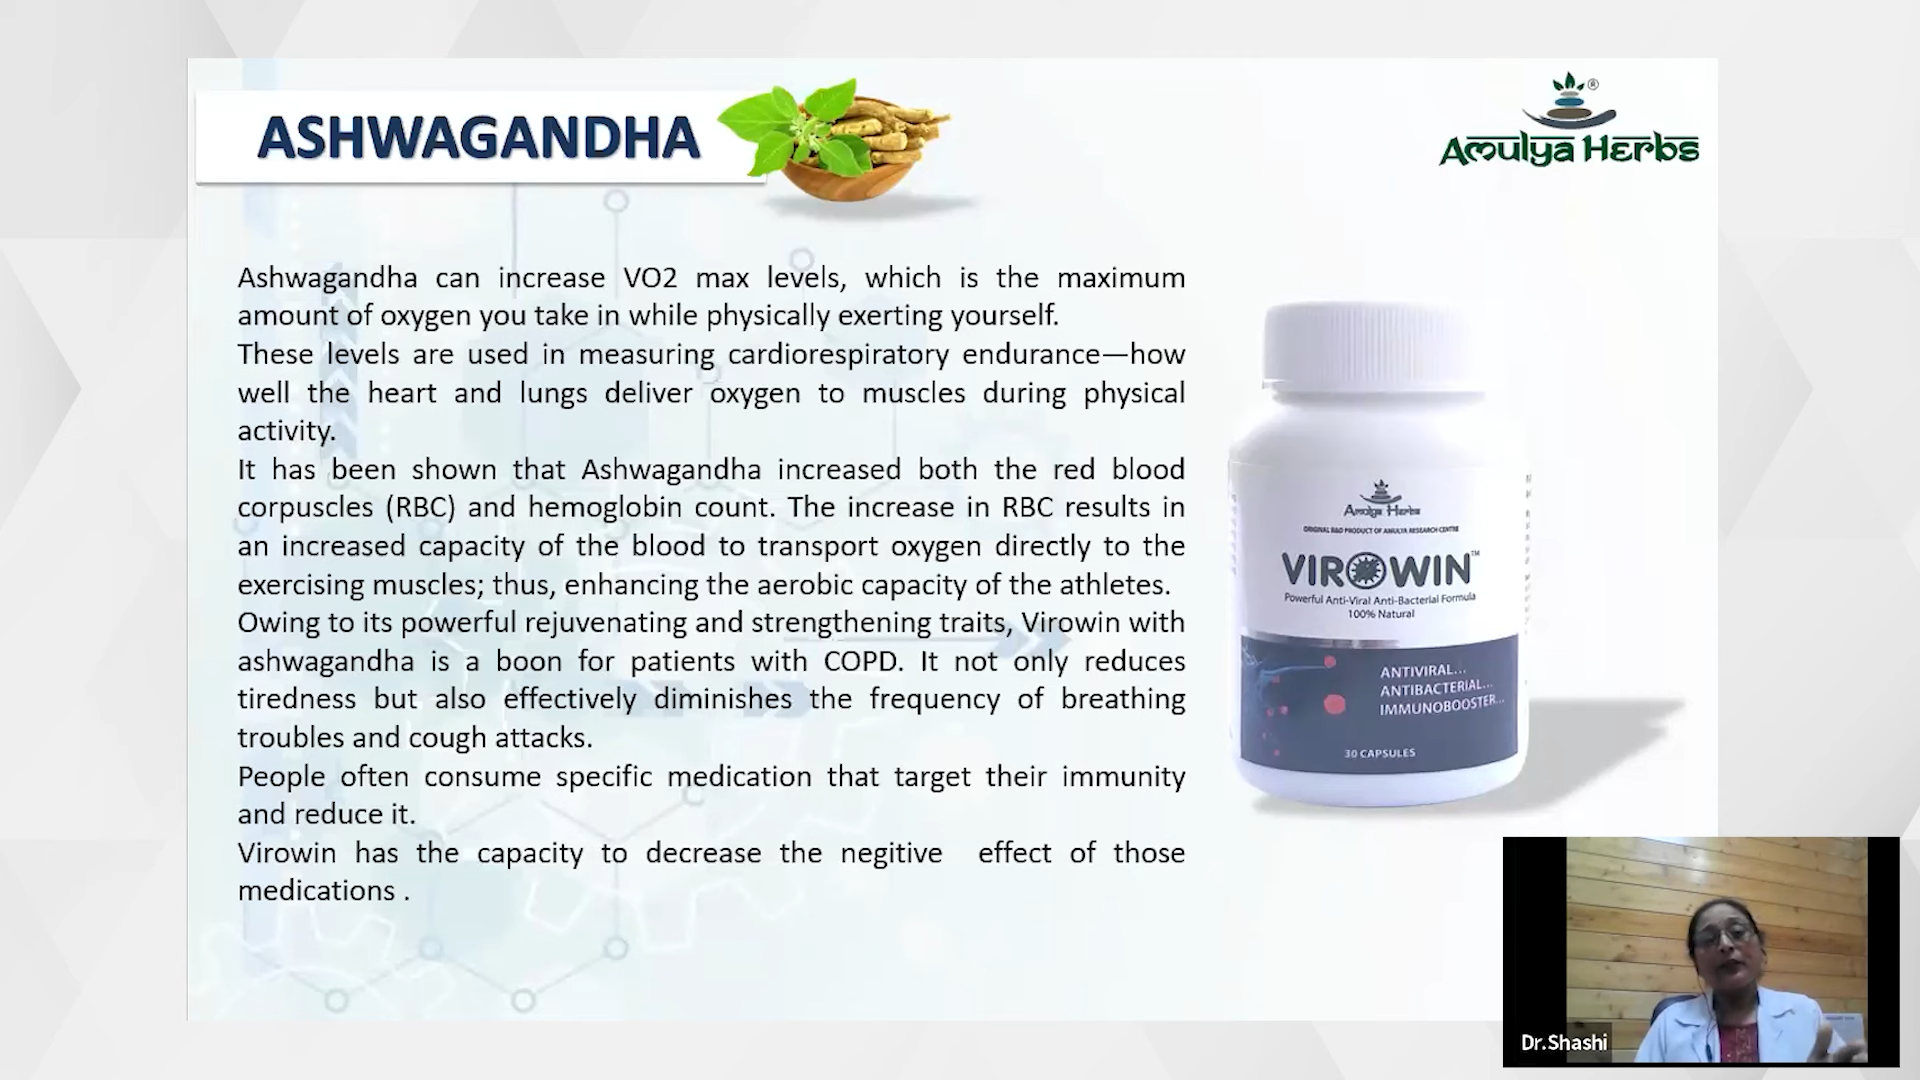 ASHWAGANDHA
®
Amulya Herbs
Ashwagandha can increase VO2 max levels, which is the maximum
amount of oxygen you take in while physically exerting yourself.
These levels are used in measuring cardiorespiratory endurance—how
well the heart and lungs deliver oxygen to muscles during physical
activity.
It has been shown that Ashwagandha increased both the red blood
corpuscles (RBC) and hemoglobin count. The increase in RBC results in
an increased capacity of the blood to transport oxygen directly to the
exercising muscles; thus, enhancing the aerobic capacity of the athletes.
Owing to its powerful rejuvenating and strengthening traits, Virowin with
ashwagandha is a boon for patients with COPD. It not only reduces
tiredness but also effectively diminishes the frequency of breathing
troubles and cough attacks.
People often consume specific medication that target their immunity
and reduce it.
Virowin has the capacity to decrease the negitive effect of those
medications .
Amulya Herbs
ORIGINAL R&D PRODUCT OF AMULYA RESEARCH CENTRE
VIROWIN™
Powerful Anti-Viral Anti-Bacterial Formula
100% Natural
ANTIVIRAL...
ANTIBACTERIAL...
IMMUNOBOOSTER...
30 CAPSULES
Dr.Shashi